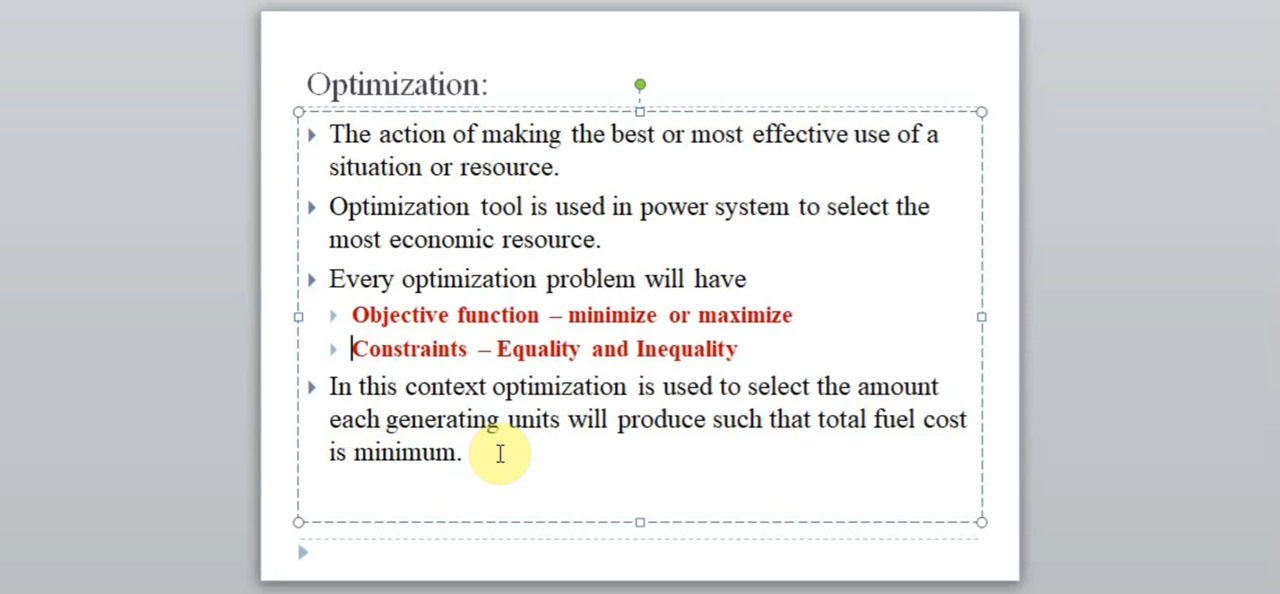 Optimization:
The action of making the best or most effective use of a
situation or resource.
Optimization tool is used in power system to select the
most economic resource.
Every optimization problem will have
Objective function – minimize or maximize
Constraints – Equality and Inequality
In this context optimization is used to select the amount
each generating units will produce such that total fuel cost
is minimum.